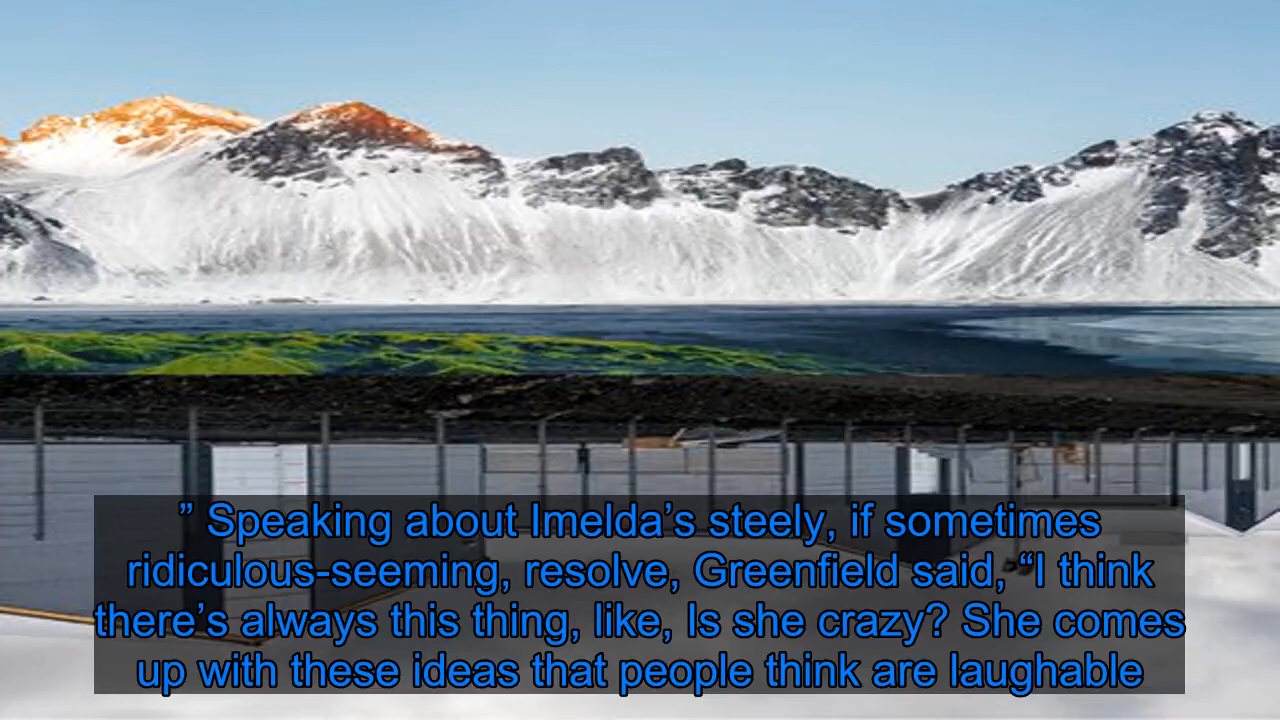 ” Speaking about Imelda’s steely, if sometimes
ridiculous-seeming, resolve, Greenfield said, “I think
there’s always this thing, like, Is she crazy? She comes
up with these ideas that people think are laughable